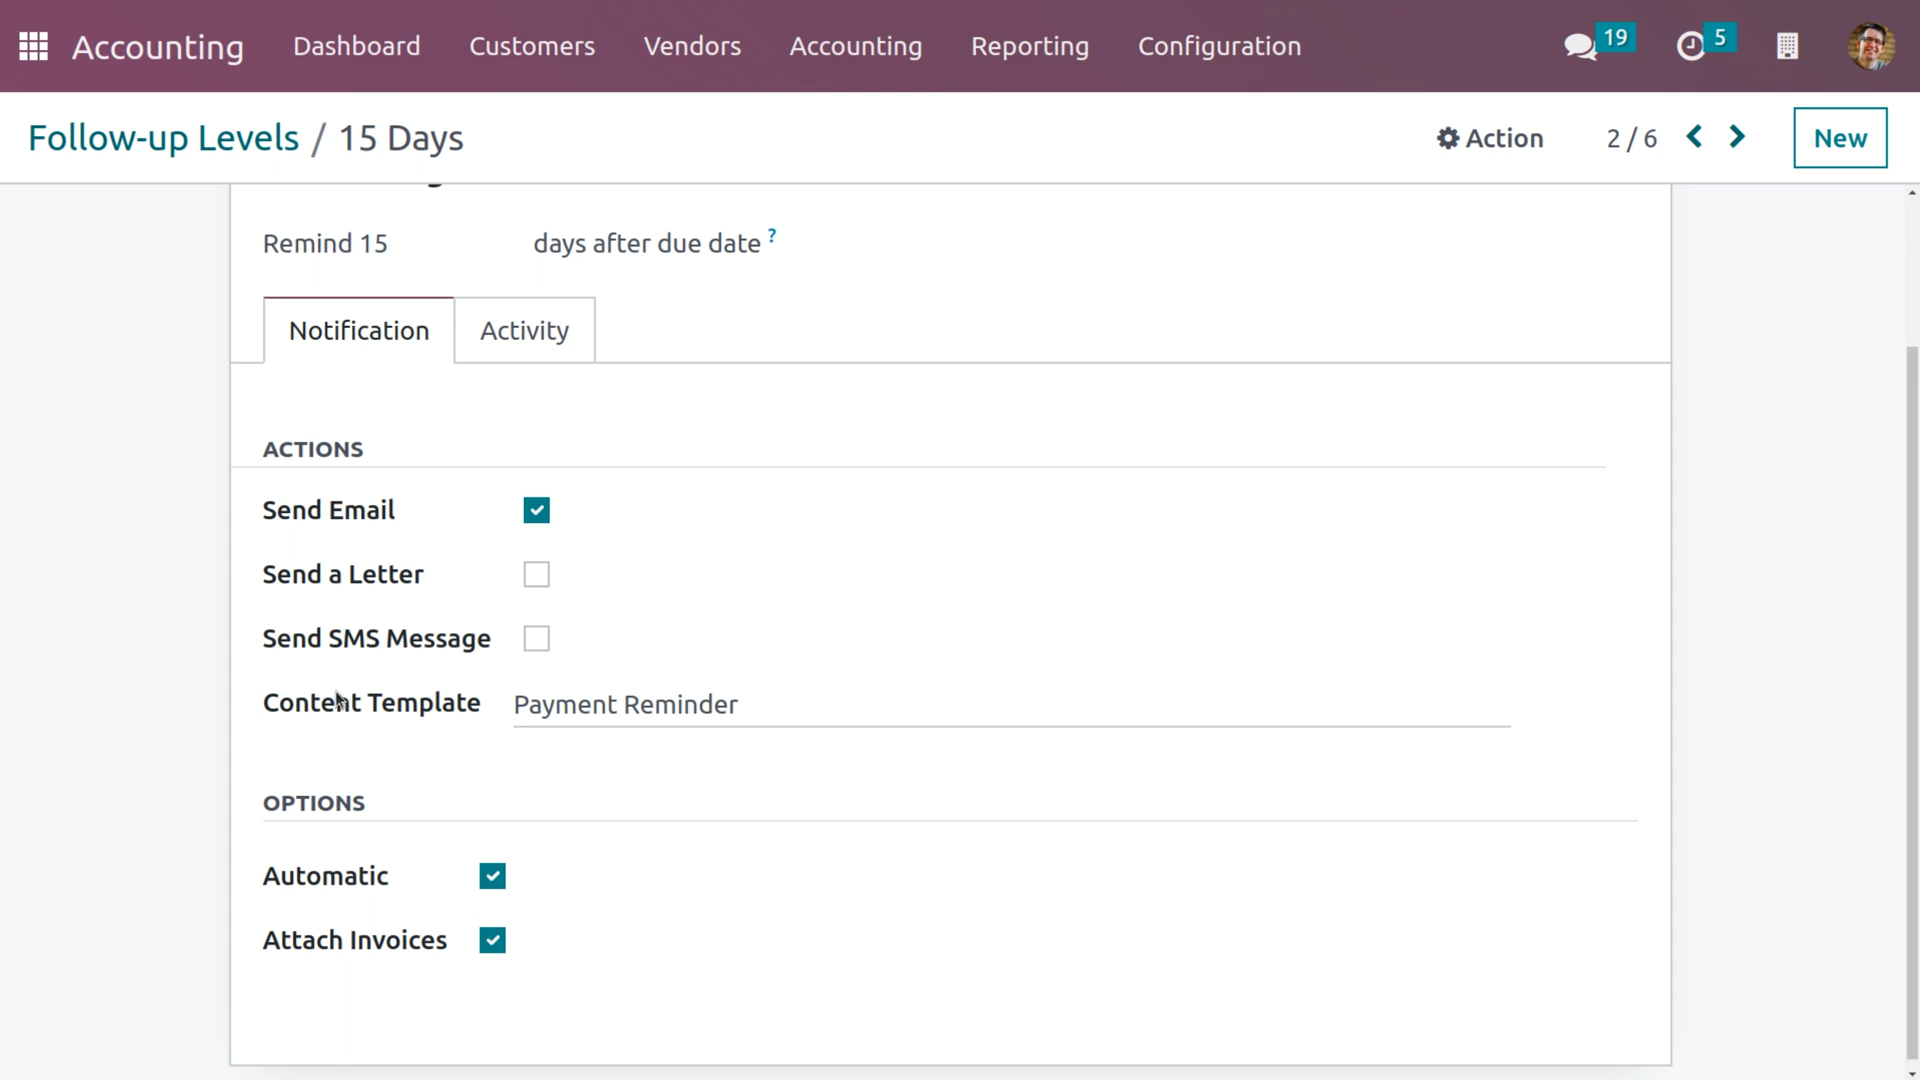 Accounting Dashboard Customers Vendors Accounting Reporting Configuration 19 5
Follow-up Levels / 15 Days Action 2 / 6 New
Remind 15 days after due date ?
Notification Activity
ACTIONS
Send Email
Send a Letter
Send SMS Message
Content Template Payment Reminder
OPTIONS
Automatic
Attach Invoices